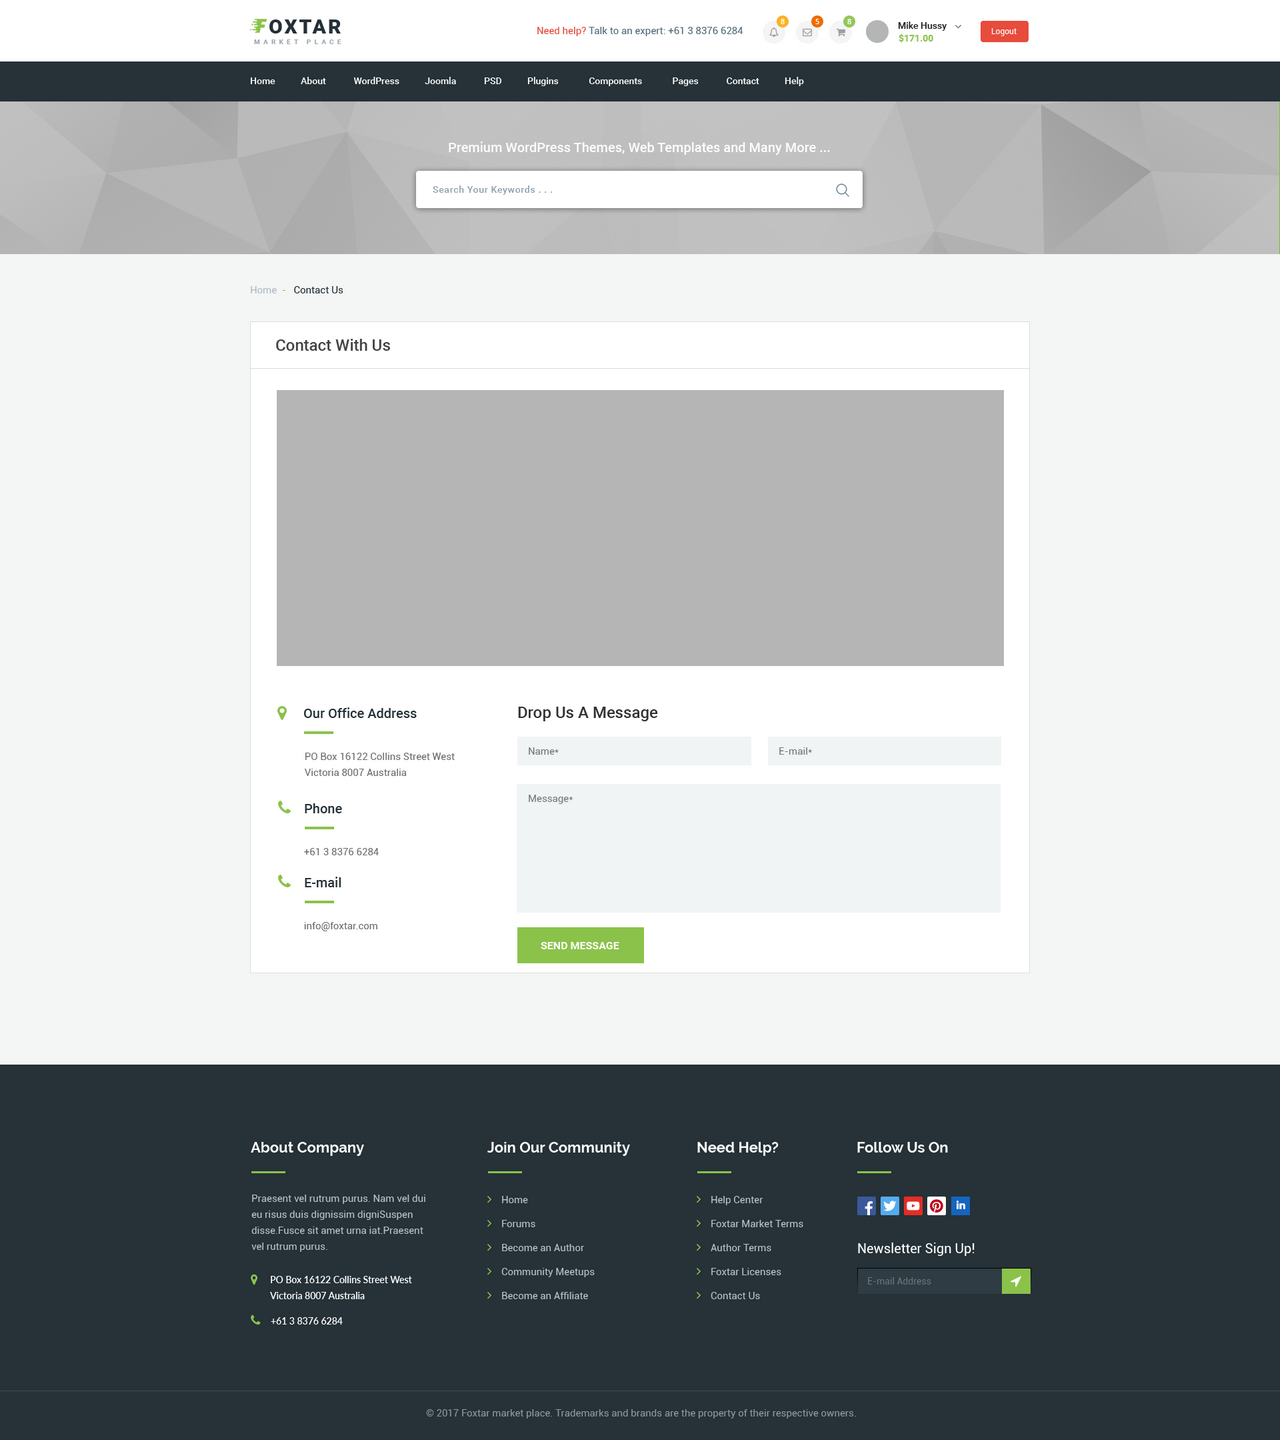 FOXTAR
MARKET PLACE
Need help? Talk to an expert: +61 3 8376 6284
8
5
8
Mike Hussy
$171.00
Logout
Home About WordPress Joomla PSD Plugins Components Pages Contact Help
Premium WordPress Themes, Web Templates and Many More ...
Search Your Keywords . . .
Home - Contact Us
Contact With Us
Our Office Address
PO Box 16122 Collins Street West
Victoria 8007 Australia
Phone
+61 3 8376 6284
E-mail
info@foxtar.com
Drop Us A Message
Name*
E-mail*
Message*
SEND MESSAGE
About Company
Praesent vel rutrum purus. Nam vel dui
eu risus duis dignissim digniSuspen
disse.Fusce sit amet urna iat.Praesent
vel rutrum purus.
PO Box 16122 Collins Street West
Victoria 8007 Australia
+61 3 8376 6284
Join Our Community
Home
Forums
Become an Author
Community Meetups
Become an Affiliate
Need Help?
Help Center
Foxtar Market Terms
Author Terms
Foxtar Licenses
Contact Us
Follow Us On
Newsletter Sign Up!
E-mail Address
© 2017 Foxtar market place. Trademarks and brands are the property of their respective owners.